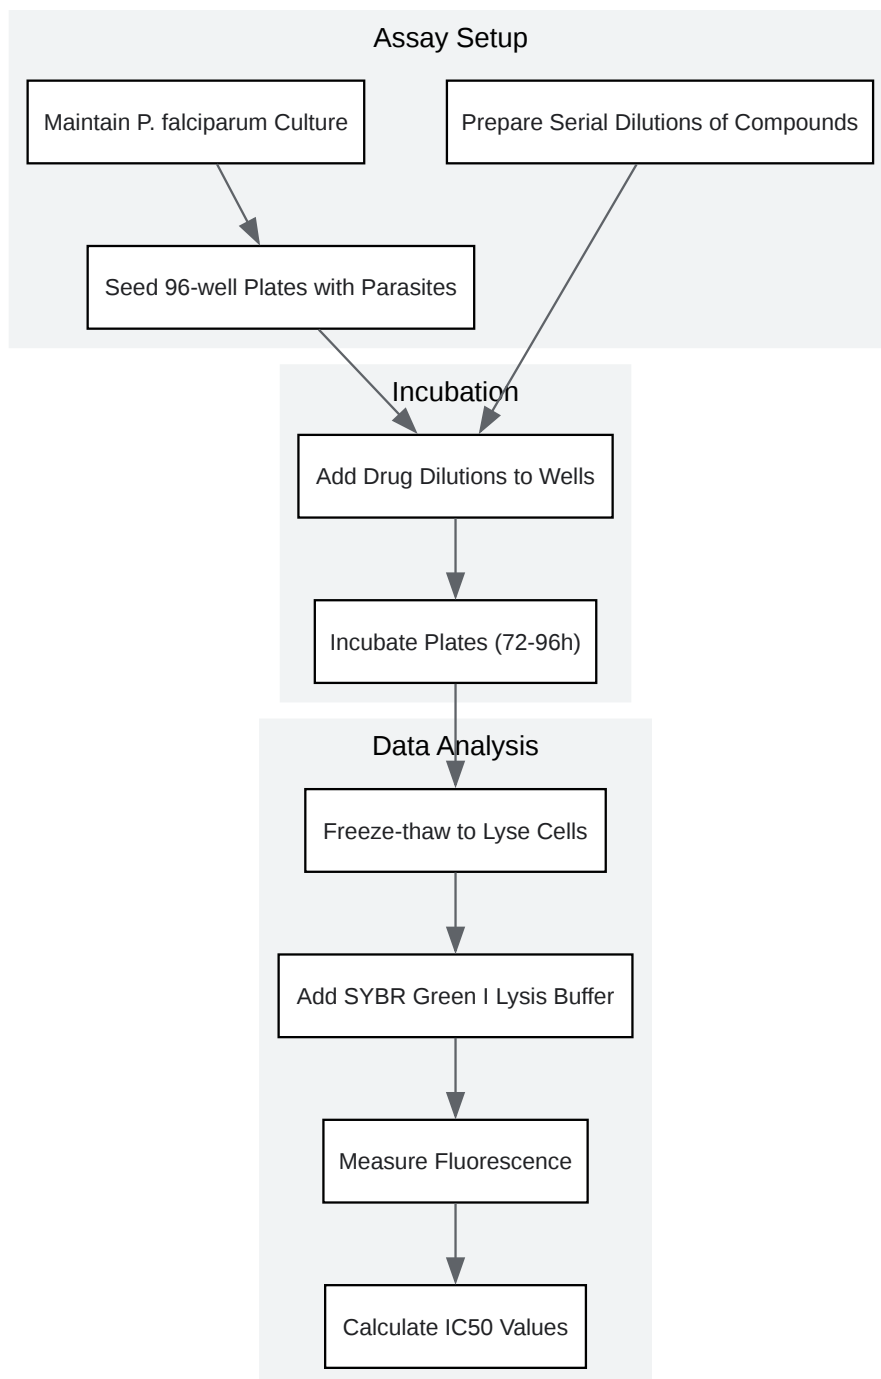 Assay Setup
Maintain P. falciparum Culture
Prepare Serial Dilutions of Compounds
Seed 96-well Plates with Parasites
Incubation
Add Drug Dilutions to Wells
Incubate Plates (72-96h)
Data Analysis
Freeze-thaw to Lyse Cells
Add SYBR Green I Lysis Buffer
Measure Fluorescence
Calculate IC50 Values